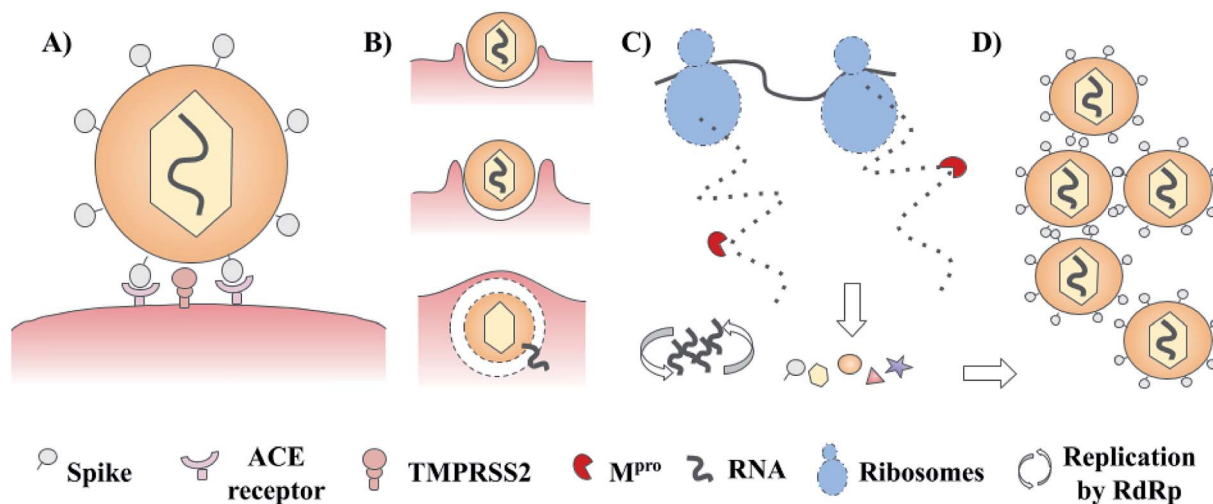 A)
B)
C)
D)
Spike
ACE
receptor
TMPRSS2
Mpro
RNA
Ribosomes
Replication
by RdRp